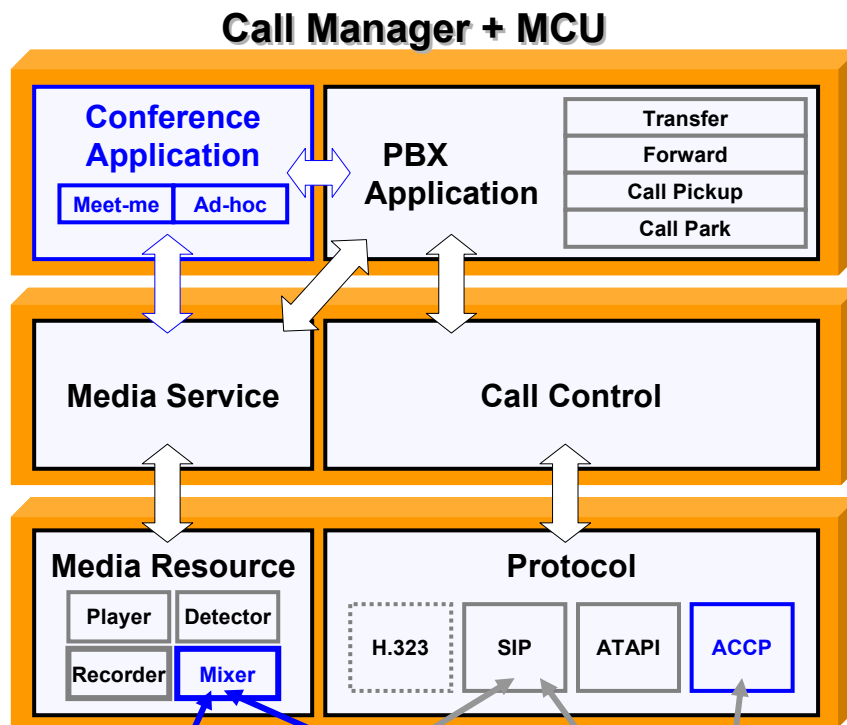 Call Manager + MCU
Conference
Application
Meet-me
Ad-hoc
PBX
Application
Transfer
Forward
Call Pickup
Call Park
Media Service
Call Control
Media Resource
Player
Detector
Recorder
Mixer
Protocol
H.323
SIP
ATAPI
ACCP